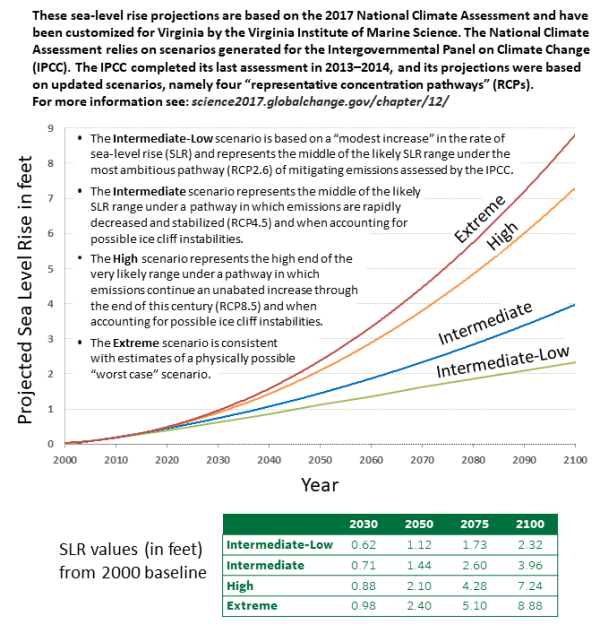 These sea-level rise projections are based on the 2017 National Climate Assessment and have
been customized for Virginia by the Virginia Institute of Marine Science. The National Climate
Assessment relies on scenarios generated for the Intergovernmental Panel on Climate Change
(IPCC). The IPCC completed its last assessment in 2013–2014, and its projections were based
on updated scenarios, namely four “representative concentration pathways” (RCPs).
For more information see: science2017.globalchange.gov/chapter/12/
Projected Sea Level Rise in feet
9
8
7
6
5
4
3
2
1
0
• The Intermediate-Low scenario is based on a “modest increase” in the rate of
sea-level rise (SLR) and represents the middle of the likely SLR range under the
most ambitious pathway (RCP2.6) of mitigating emissions assessed by the IPCC.
• The Intermediate scenario represents the middle of the likely
SLR range under a pathway in which emissions are rapidly
decreased and stabilized (RCP4.5) and when accounting for
possible ice cliff instabilities.
• The High scenario represents the high end of the
very likely range under a pathway in which
emissions continue an unabated increase through
the end of this century (RCP8.5) and when
accounting for possible ice cliff instabilities.
• The Extreme scenario is consistent
with estimates of a physically possible
“worst case” scenario.
Extreme
High
Intermediate
Intermediate-Low
2000 2010 2020 2030 2040 2050 2060 2070 2080 2090 2100
Year
SLR values (in feet)
from 2000 baseline
2030 2050 2075 2100
Intermediate-Low 0.62 1.12 1.73 2.32
Intermediate 0.71 1.44 2.60 3.96
High 0.88 2.10 4.28 7.24
Extreme 0.98 2.40 5.10 8.88